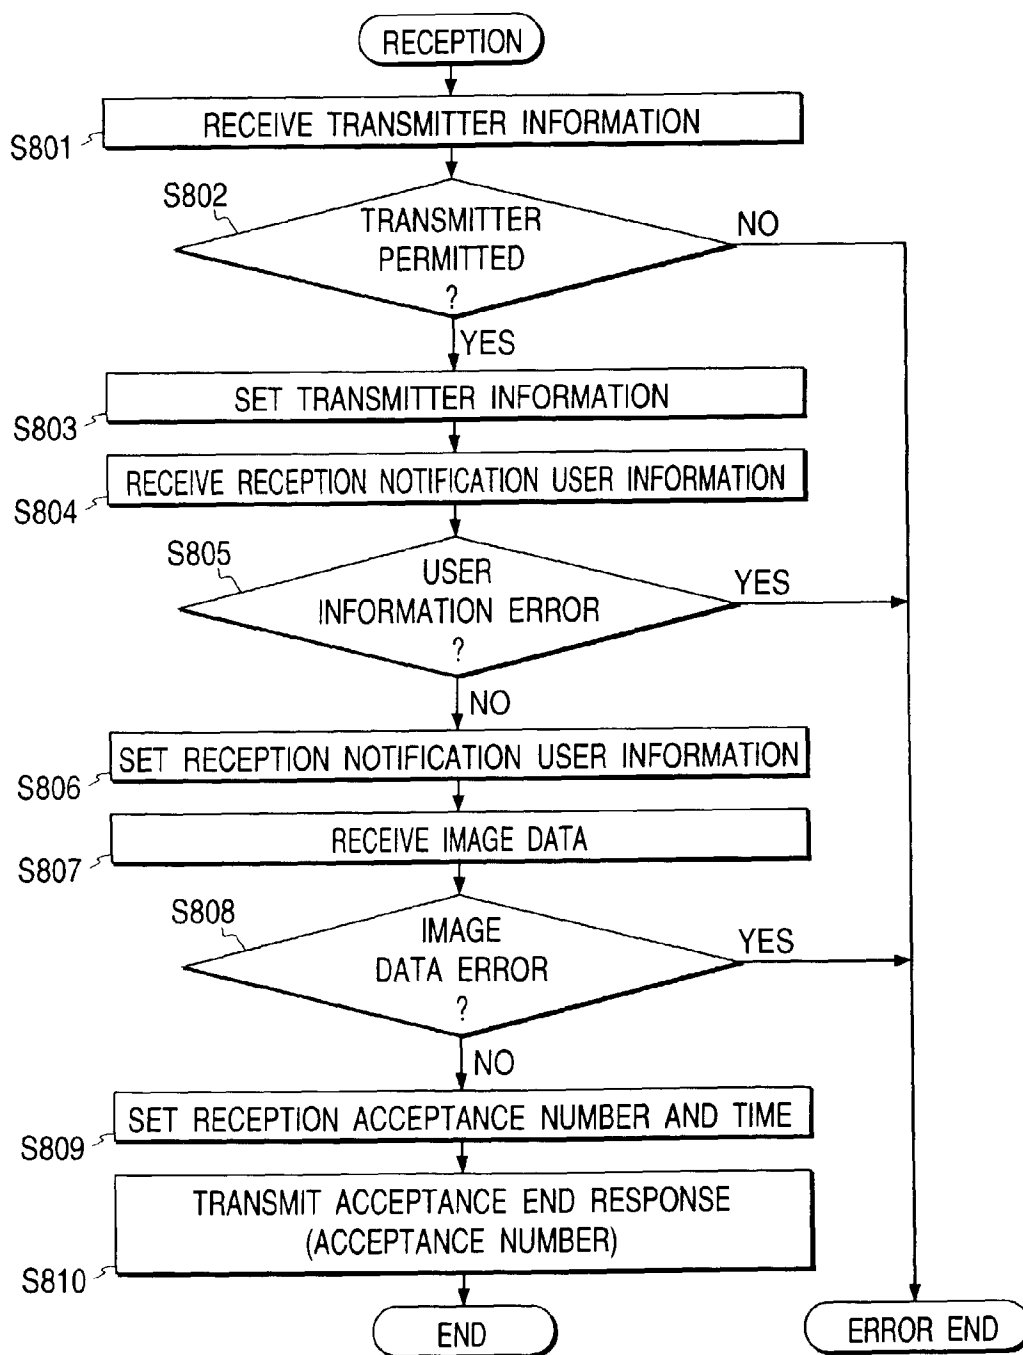 RECEPTION
RECEIVE TRANSMITTER INFORMATION
S801
S802
TRANSMITTER
PERMITTED
?
NO
YES
SET TRANSMITTER INFORMATION
S803
RECEIVE RECEPTION NOTIFICATION USER INFORMATION
S804
S805
USER
INFORMATION ERROR
?
YES
NO
SET RECEPTION NOTIFICATION USER INFORMATION
S806
RECEIVE IMAGE DATA
S807
S808
IMAGE
DATA ERROR
?
YES
NO
SET RECEPTION ACCEPTANCE NUMBER AND TIME
S809
TRANSMIT ACCEPTANCE END RESPONSE
(ACCEPTANCE NUMBER)
S810
END
ERROR END